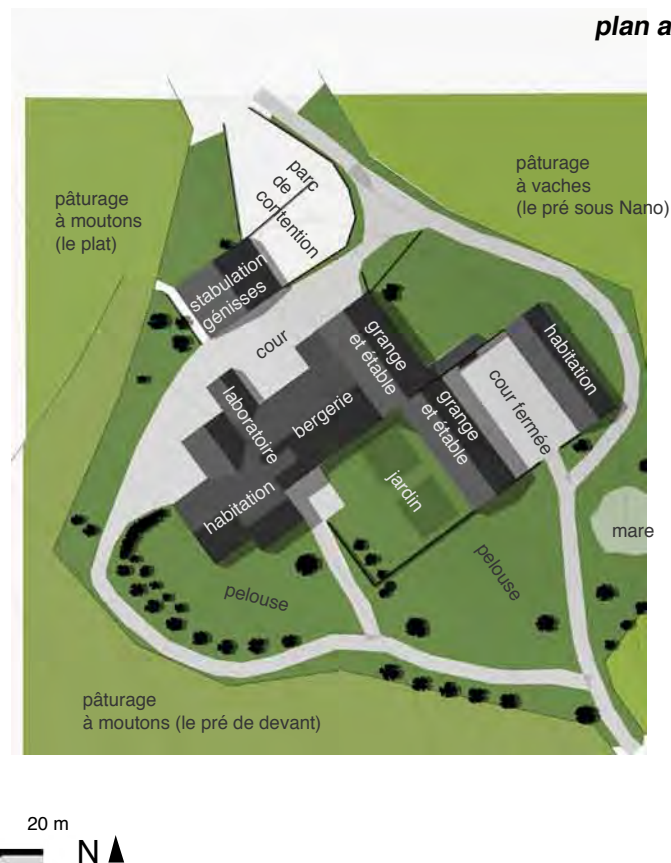 plan a
parc
de
contention
pâturage
à vaches
(le pré sous Nano)
pâturage
à moutons
(le plat)
stabulation
génisses
cour
grange
et étable
habitation
cour fermée
laboratoire
bergerie
grange
et étable
jardin
habitation
mare
pelouse
pelouse
pâturage
à moutons (le pré de devant)
20 m
N